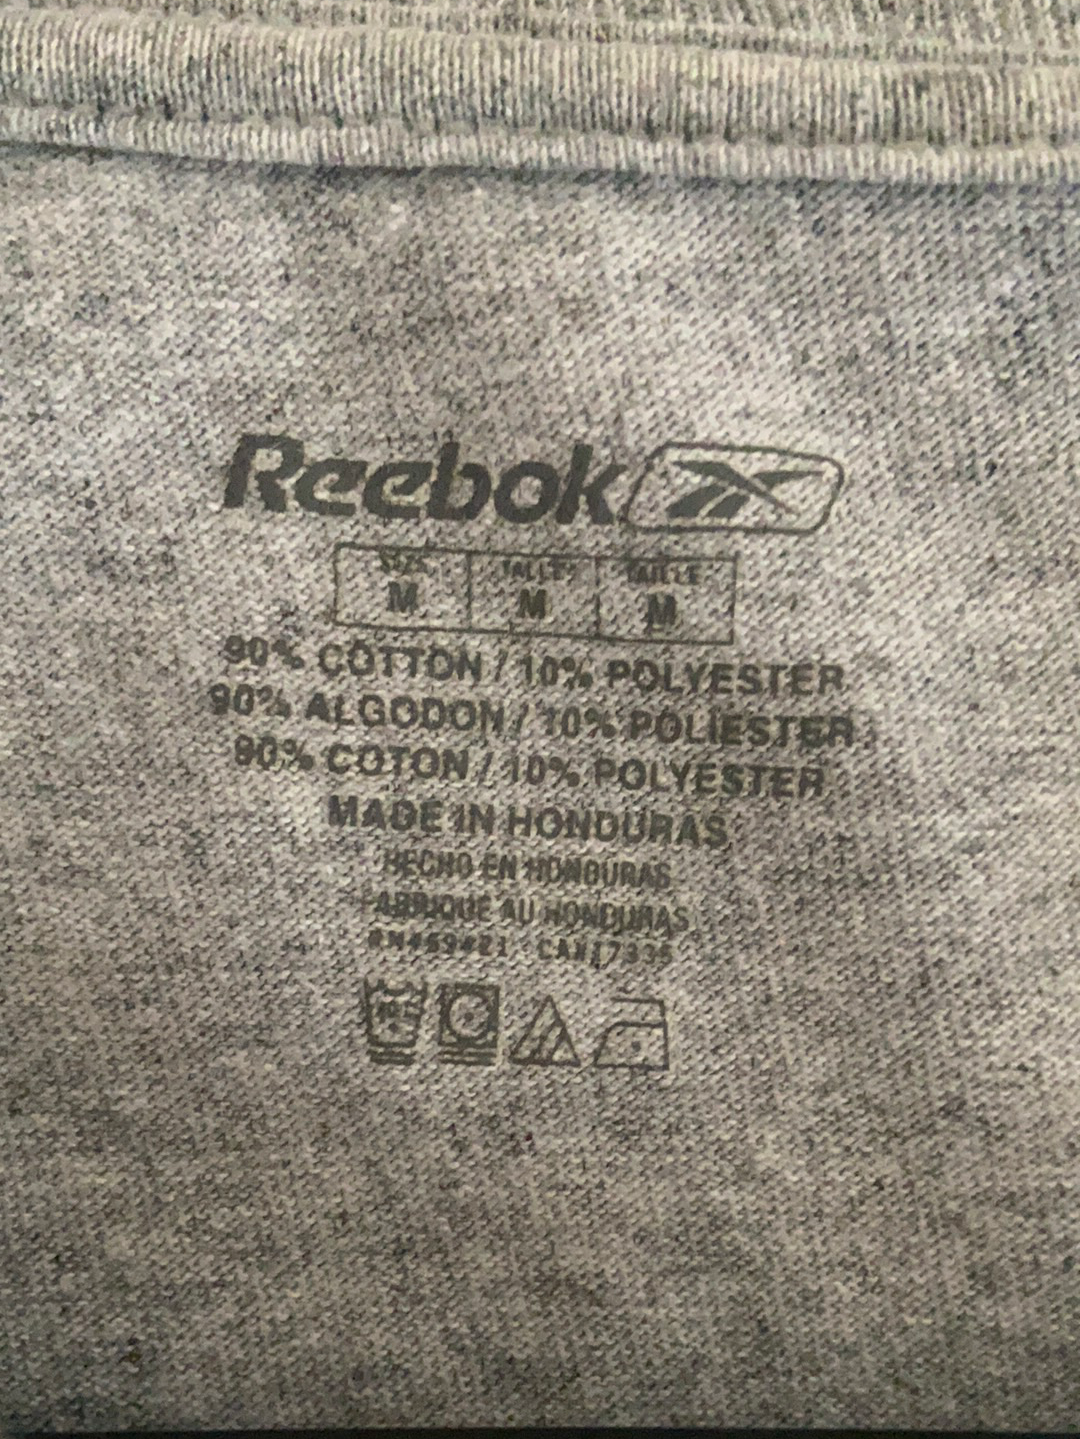 Reebok
SIZE TALLE TAILLE
M M M
90% COTTON / 10% POLYESTER
90% ALGODON / 10% POLIESTER
90% COTON / 10% POLYESTER
MADE IN HONDURAS
HECHO EN HONDURAS
FABRIQUE AU HONDURAS